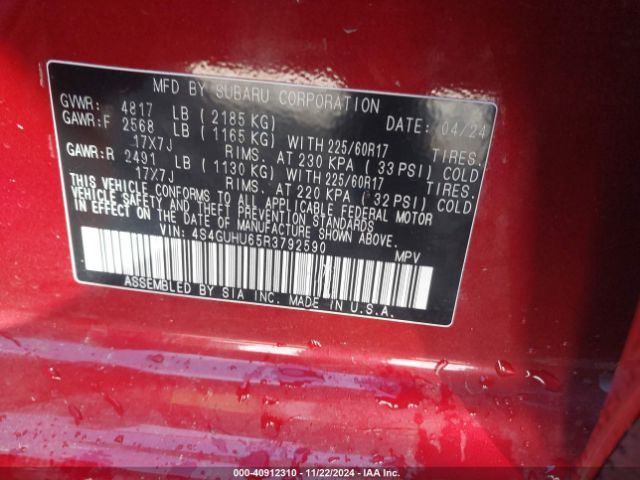 MFD BY SUBARU CORPORATION
GVWR: 4817 LB (2185 KG) DATE: 04/24
GAWR:F 2568 LB (1165 KG) WITH 225/60R17 TIRES.
17X7J RIMS. AT 230 KPA (33 PSI) COLD
GAWR:R 2491 LB (1130 KG) WITH 225/60R17 TIRES.
17X7J RIMS. AT 220 KPA (32 PSI) COLD
THIS VEHICLE CONFORMS TO ALL APPLICABLE FEDERAL MOTOR
VEHICLE SAFETY AND THEFT PREVENTION STANDARDS
IN EFFECT ON THE DATE OF MANUFACTURE SHOWN ABOVE.
VIN: 4S4GUHU65R3792590 MPV
ASSEMBLED BY SIA INC. MADE IN U.S.A.
000-40912310 - 11/22/2024 - IAA Inc.